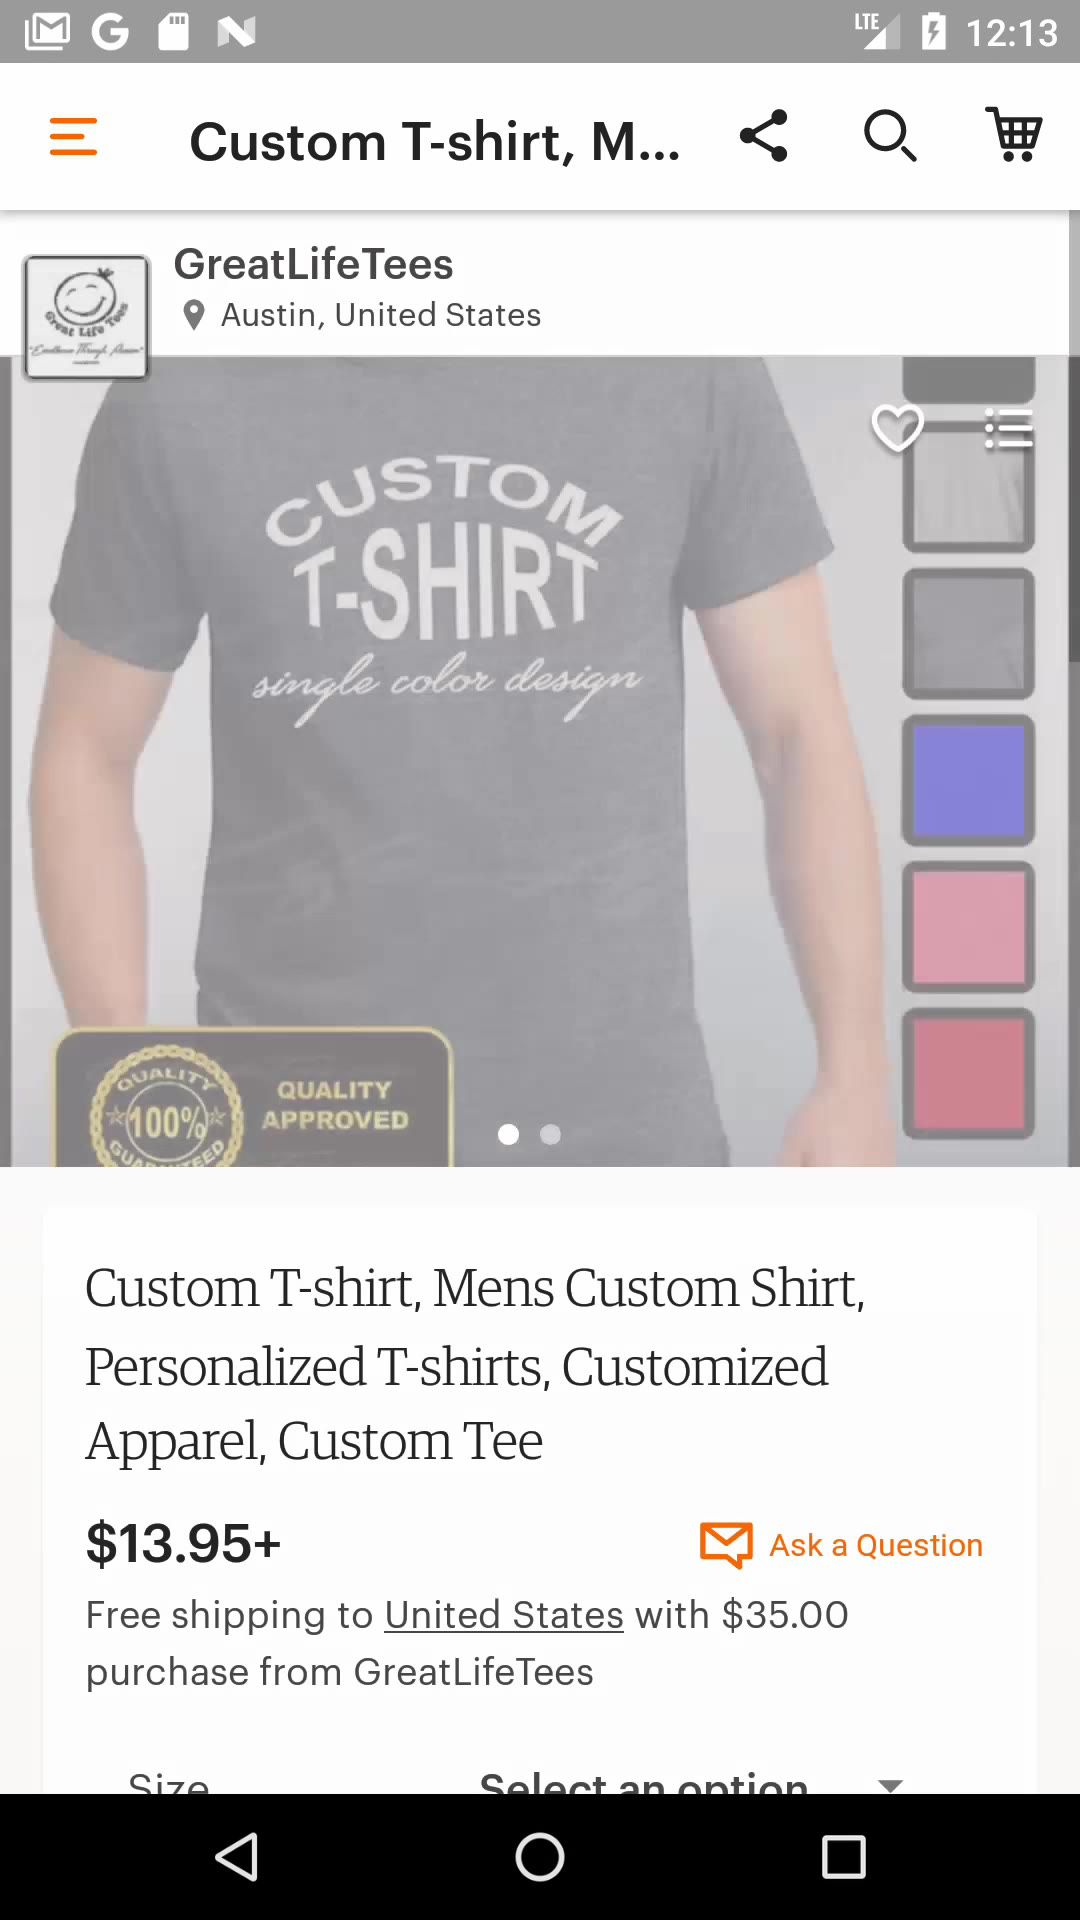 LTE 12:13
Custom T-shirt, M...
GreatLifeTees
Austin, United States
Great Life Tees
CUSTOM
T-SHIRT
single color design
QUALITY
100%
GUARANTEED
QUALITY
APPROVED
Custom T-shirt, Mens Custom Shirt,
Personalized T-shirts, Customized
Apparel, Custom Tee
$13.95+
Ask a Question
Free shipping to United States with $35.00
purchase from GreatLifeTees
Size
Select an option